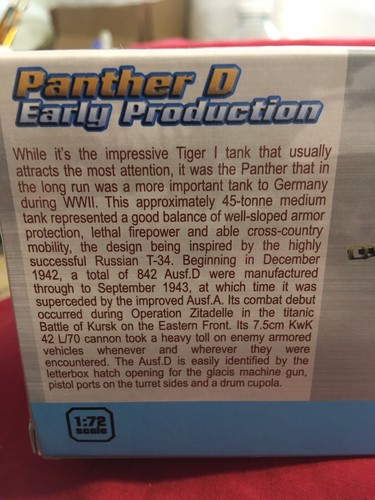 Panther D
Early Production
While it's the impressive Tiger I tank that usually
attracts the most attention, it was the Panther that in
the long run was a more important tank to Germany
during WWII. This approximately 45-tonne medium
tank represented a good balance of well-sloped armor
protection, lethal firepower and able cross-country
mobility, the design being inspired by the highly
successful Russian T-34. Beginning in December
1942, a total of 842 Ausf.D were manufactured
through to September 1943, at which time it was
superceded by the improved Ausf.A. Its combat debut
occurred during Operation Zitadelle in the titanic
Battle of Kursk on the Eastern Front. Its 7.5cm KwK
42 L/70 cannon took a heavy toll on enemy armored
vehicles whenever and wherever they were
encountered. The Ausf.D is easily identified by the
letterbox hatch opening for the glacis machine gun,
pistol ports on the turret sides and a drum cupola.
1:72
scale